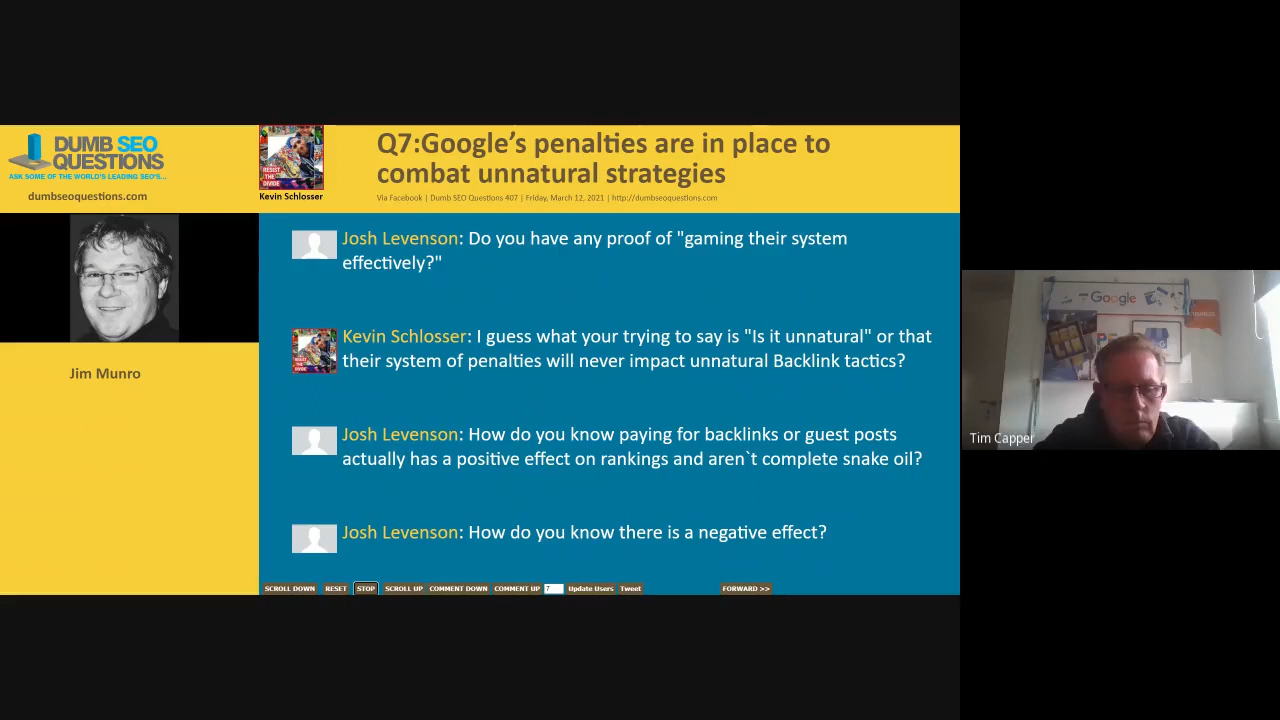 DUMB SEO
QUESTIONS
ASK SOME OF THE WORLD'S LEADING SEO'S...
dumbseoquestions.com
RESIST
THE
DIVIDE
Kevin Schlosser
Q7:Google's penalties are in place to
combat unnatural strategies
Via Facebook | Dumb SEO Questions 407 | Friday, March 12, 2021 | http://dumbseoquestions.com
Jim Munro
Josh Levenson: Do you have any proof of "gaming their system
effectively?"
Kevin Schlosser: I guess what your trying to say is "Is it unnatural" or that
their system of penalties will never impact unnatural Backlink tactics?
Josh Levenson: How do you know paying for backlinks or guest posts
actually has a positive effect on rankings and aren`t complete snake oil?
Josh Levenson: How do you know there is a negative effect?
SCROLL DOWN RESET STOP SCROLL UP COMMENT DOWN COMMENT UP 7 Update Users Tweet FORWARD >>
Google
Tim Capper